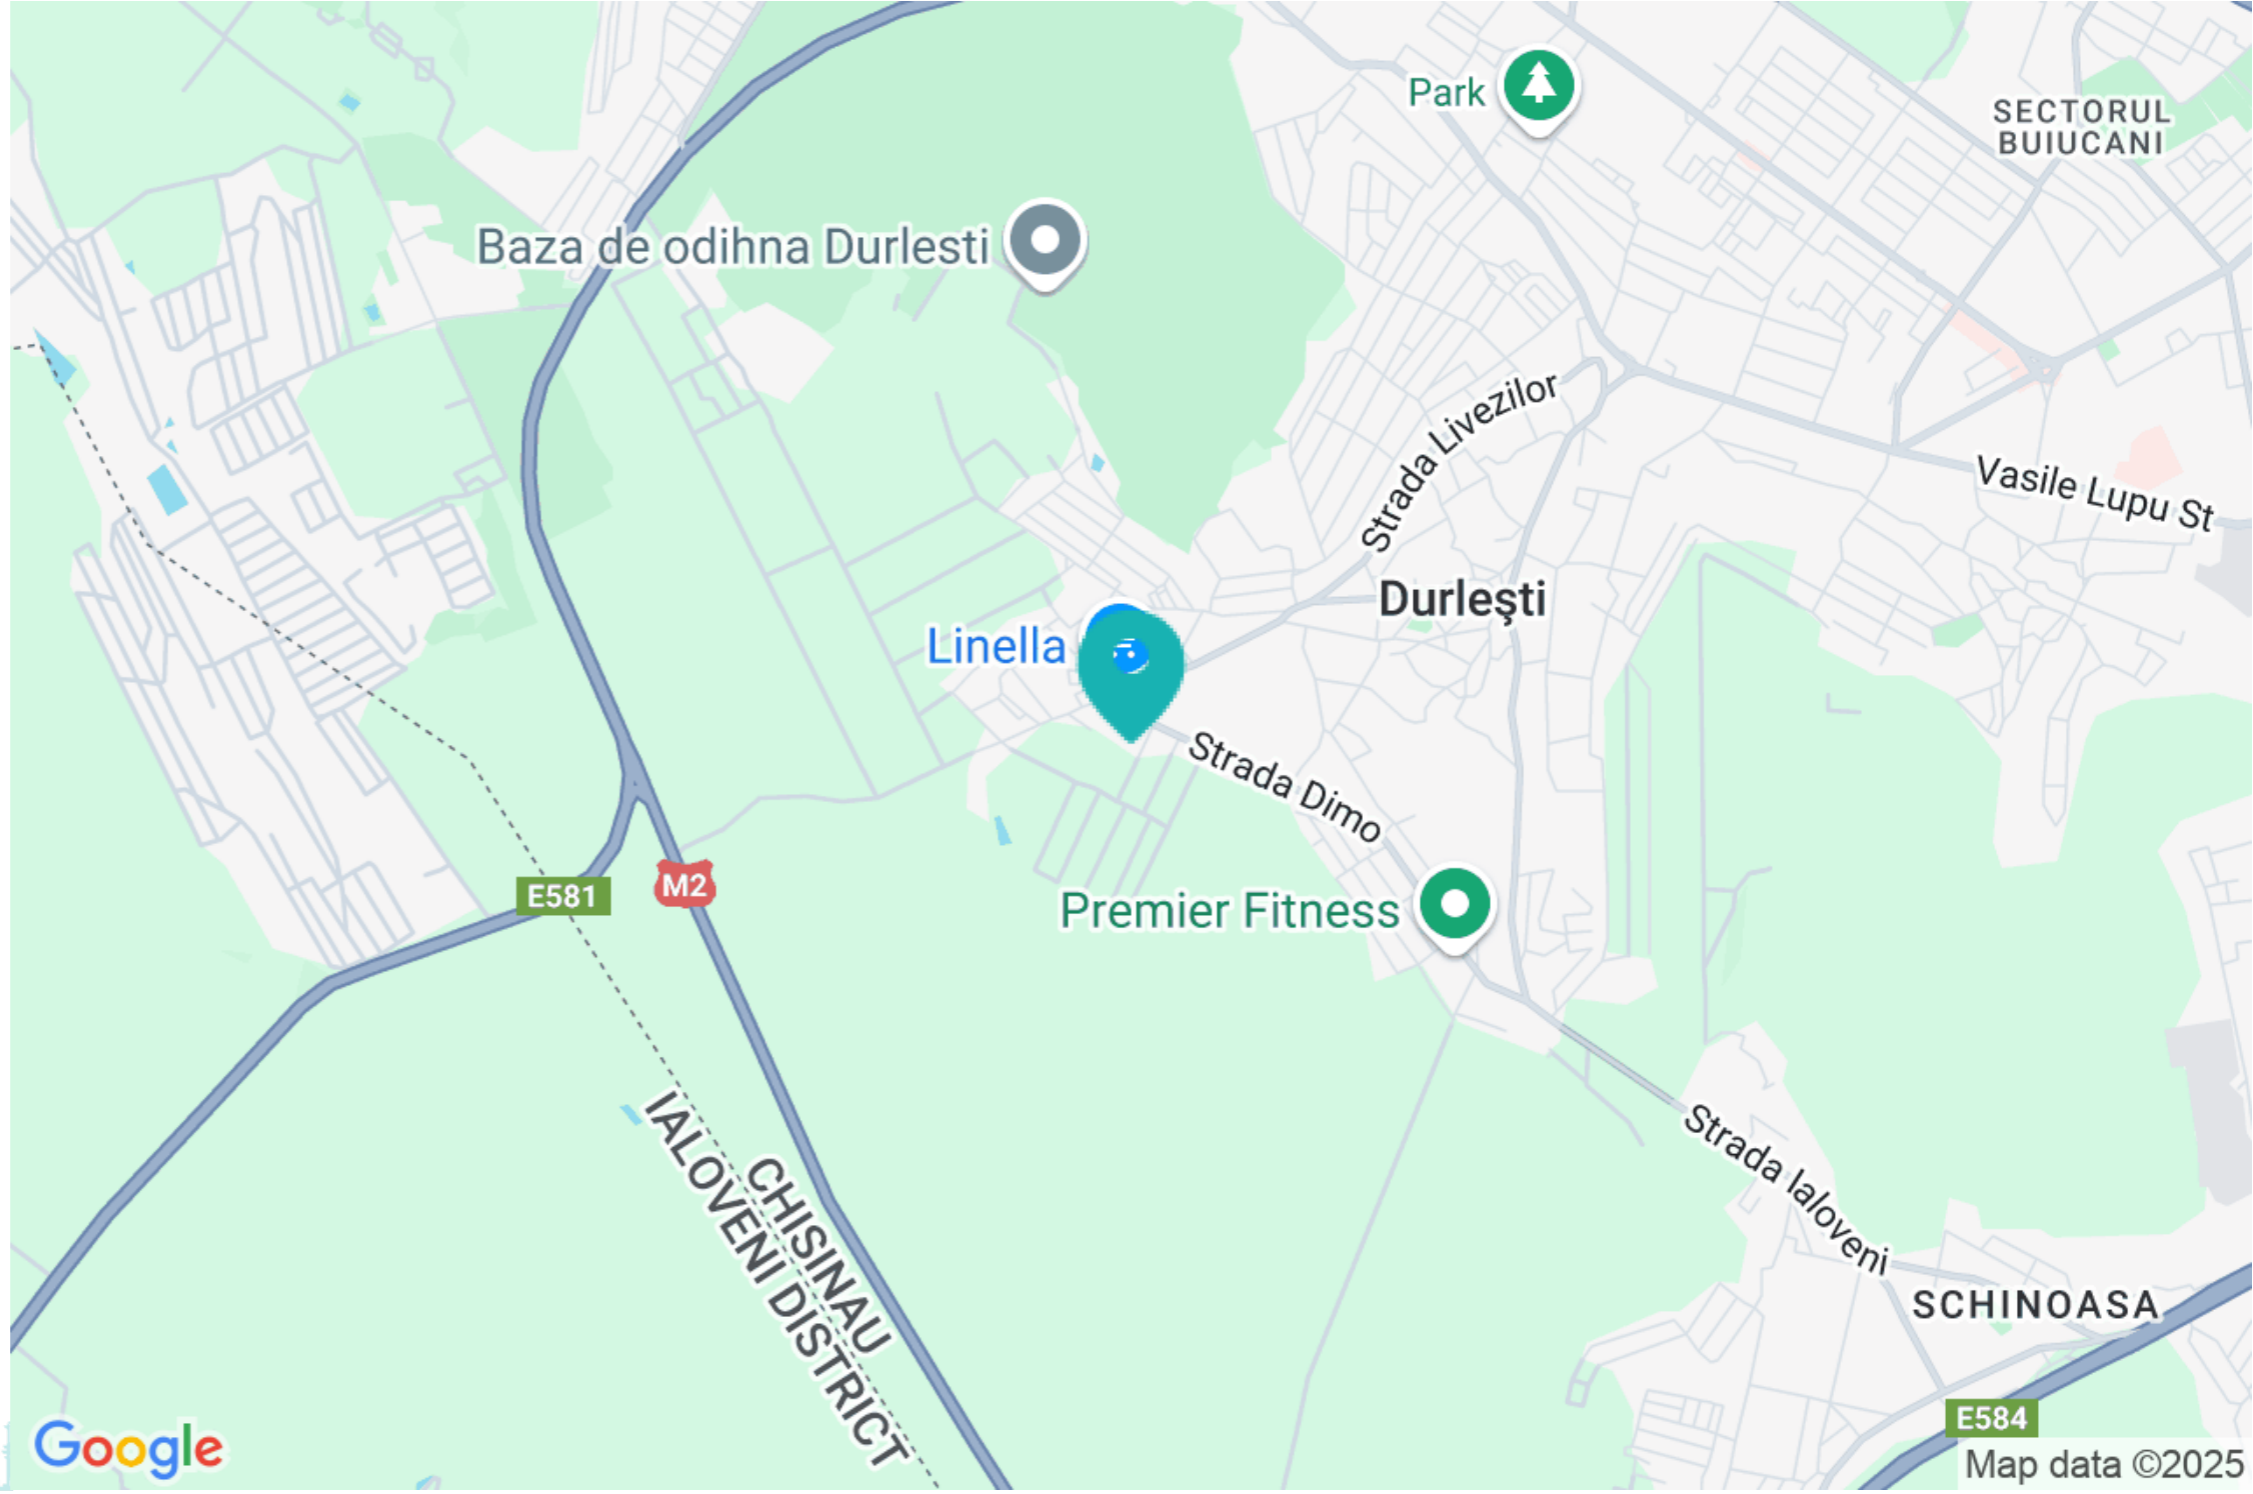 Park
SECTORUL
BUIUCANI
Baza de odihna Durlesti
Strada Livezilor
Vasile Lupu St
Durleşti
Linella
Strada Dimo
E581
M2
Premier Fitness
IALOVENI DISTRICT
CHISINAU
Strada Ialoveni
SCHINOASA
E584
Google
Map data ©2025